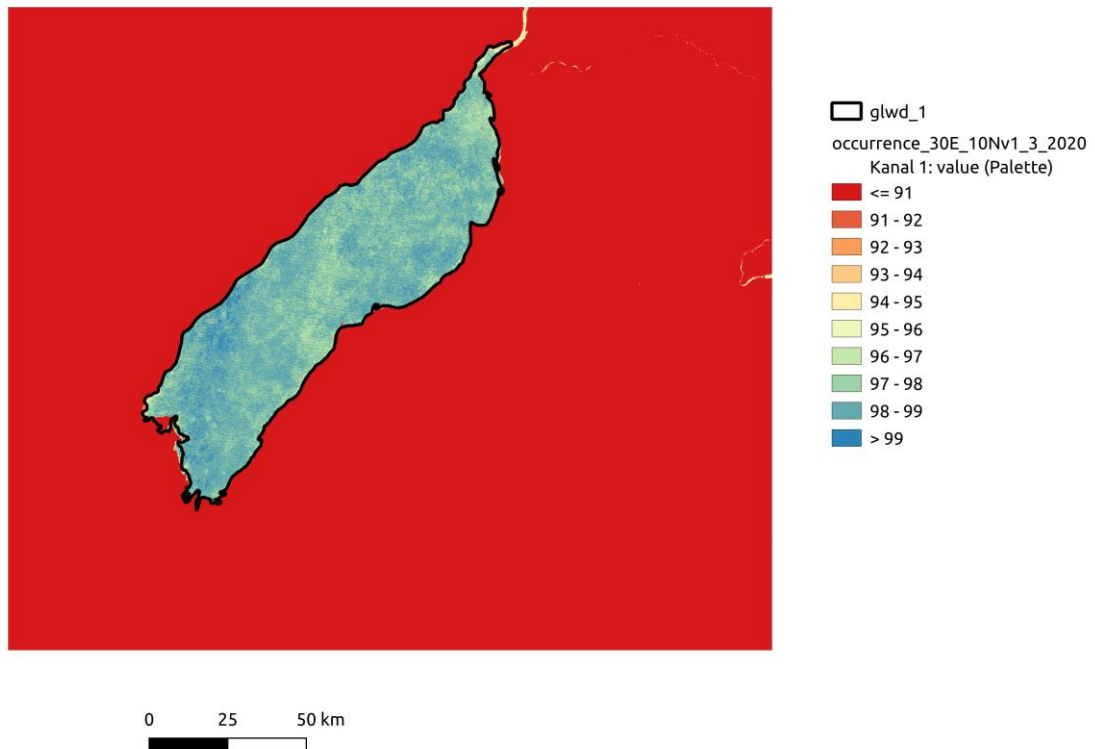 glwd_1
occurrence_30E_10Nv1_3_2020
Kanal 1: value (Palette)
<= 91
91 - 92
92 - 93
93 - 94
94 - 95
95 - 96
96 - 97
97 - 98
98 - 99
> 99
0 25 50 km